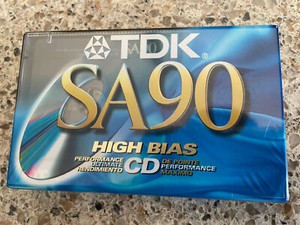 TDK®
SA90
HIGH BIAS
PERFORMANCE CD DE POINTE
ULTIMATE PERFORMANCE
RENDIMIENTO MAXIMO